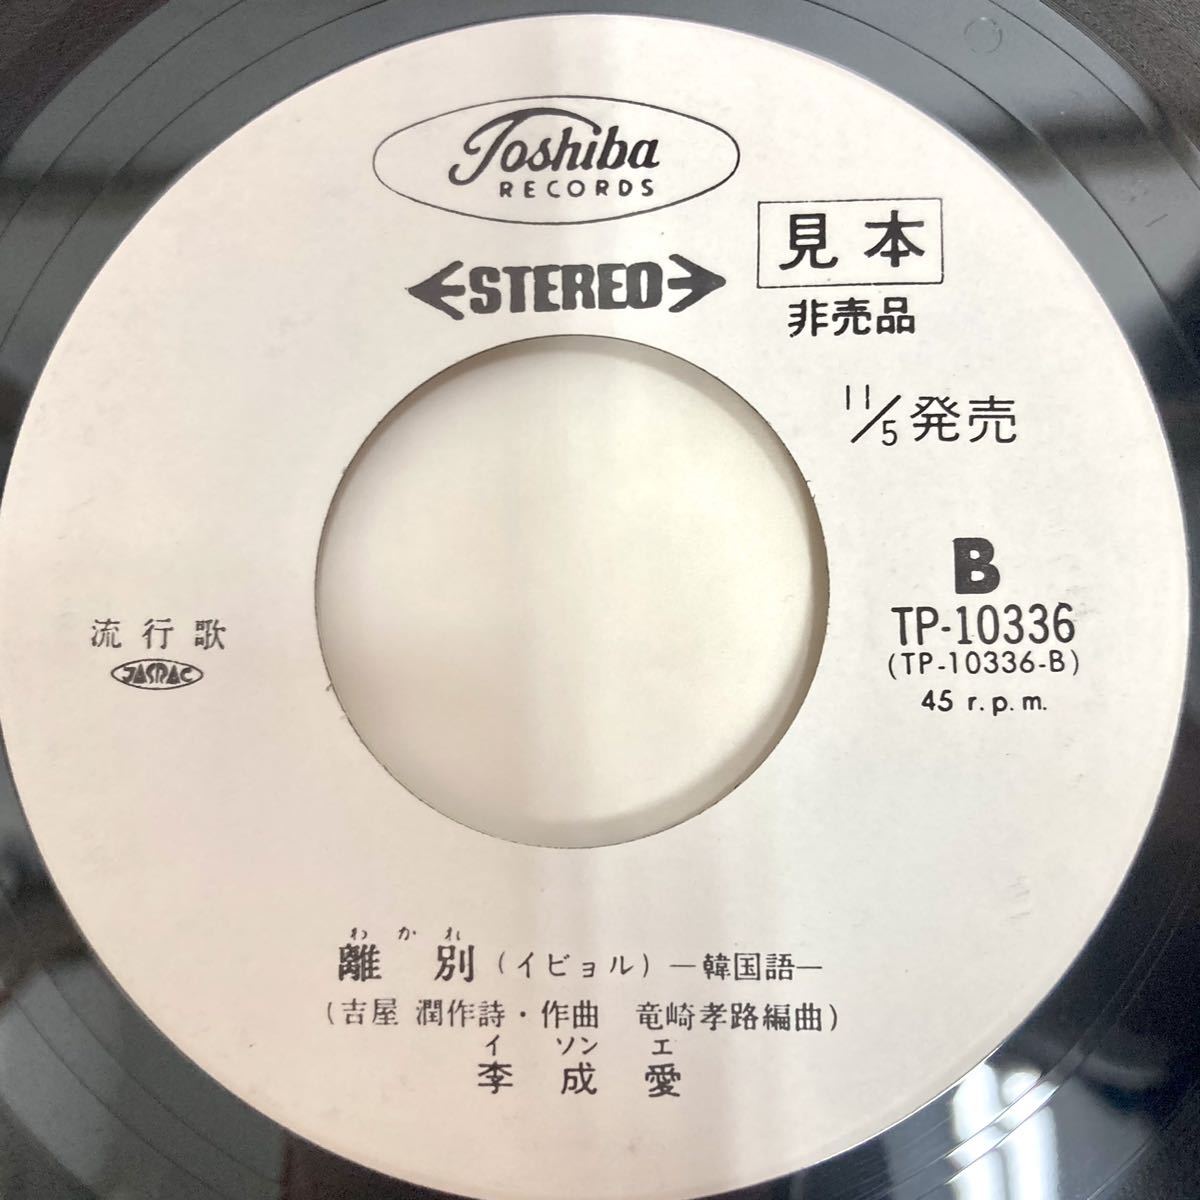 Toshiba
RECORDS
STEREO
見本
非売品
11/5発売
B
TP-10336
(TP-10336-B)
45 r.p.m.
流行歌
JASRAC
わかれ
離別(イビョル)—韓国語—
(吉屋 潤作詩・作曲 竜崎孝路編曲)
イ ソン エ
李 成 愛